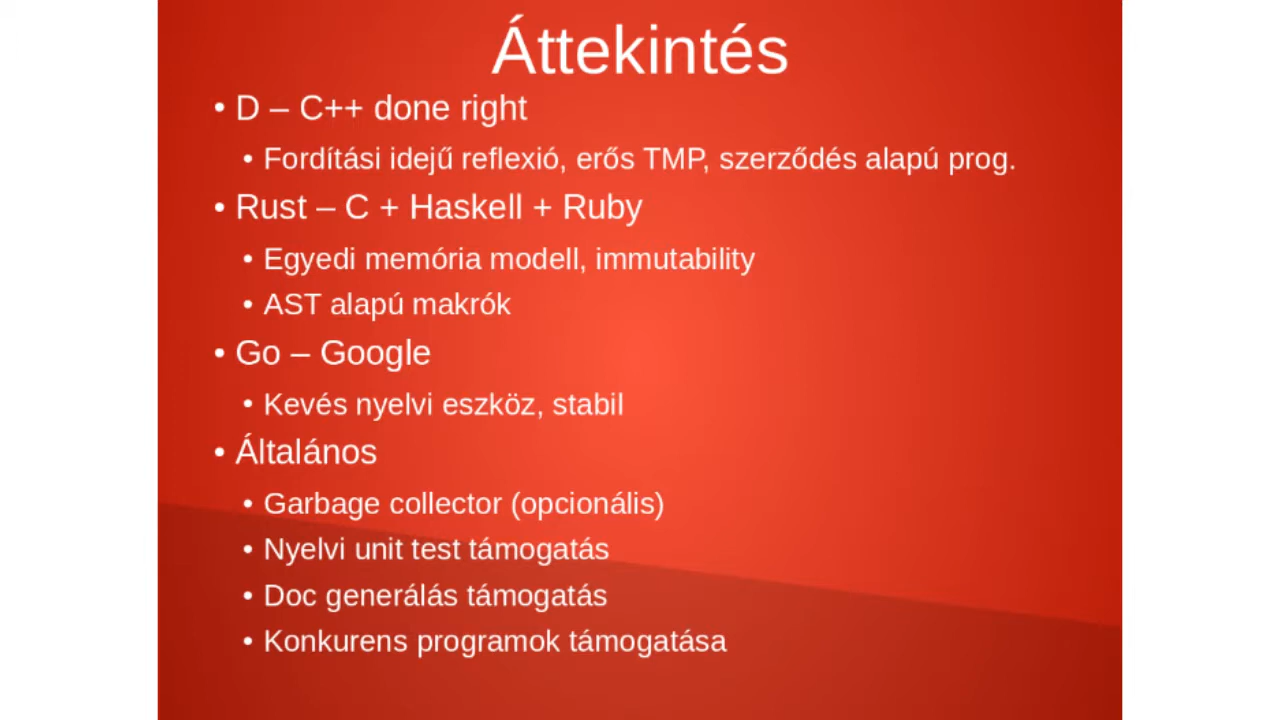 Áttekintés
• D – C++ done right
• Fordítási idejű reflexió, erős TMP, szerződés alapú prog.
• Rust – C + Haskell + Ruby
• Egyedi memória modell, immutability
• AST alapú makrók
• Go – Google
• Kevés nyelvi eszköz, stabil
• Általános
• Garbage collector (opcionális)
• Nyelvi unit test támogatás
• Doc generálás támogatás
• Konkurens programok támogatása